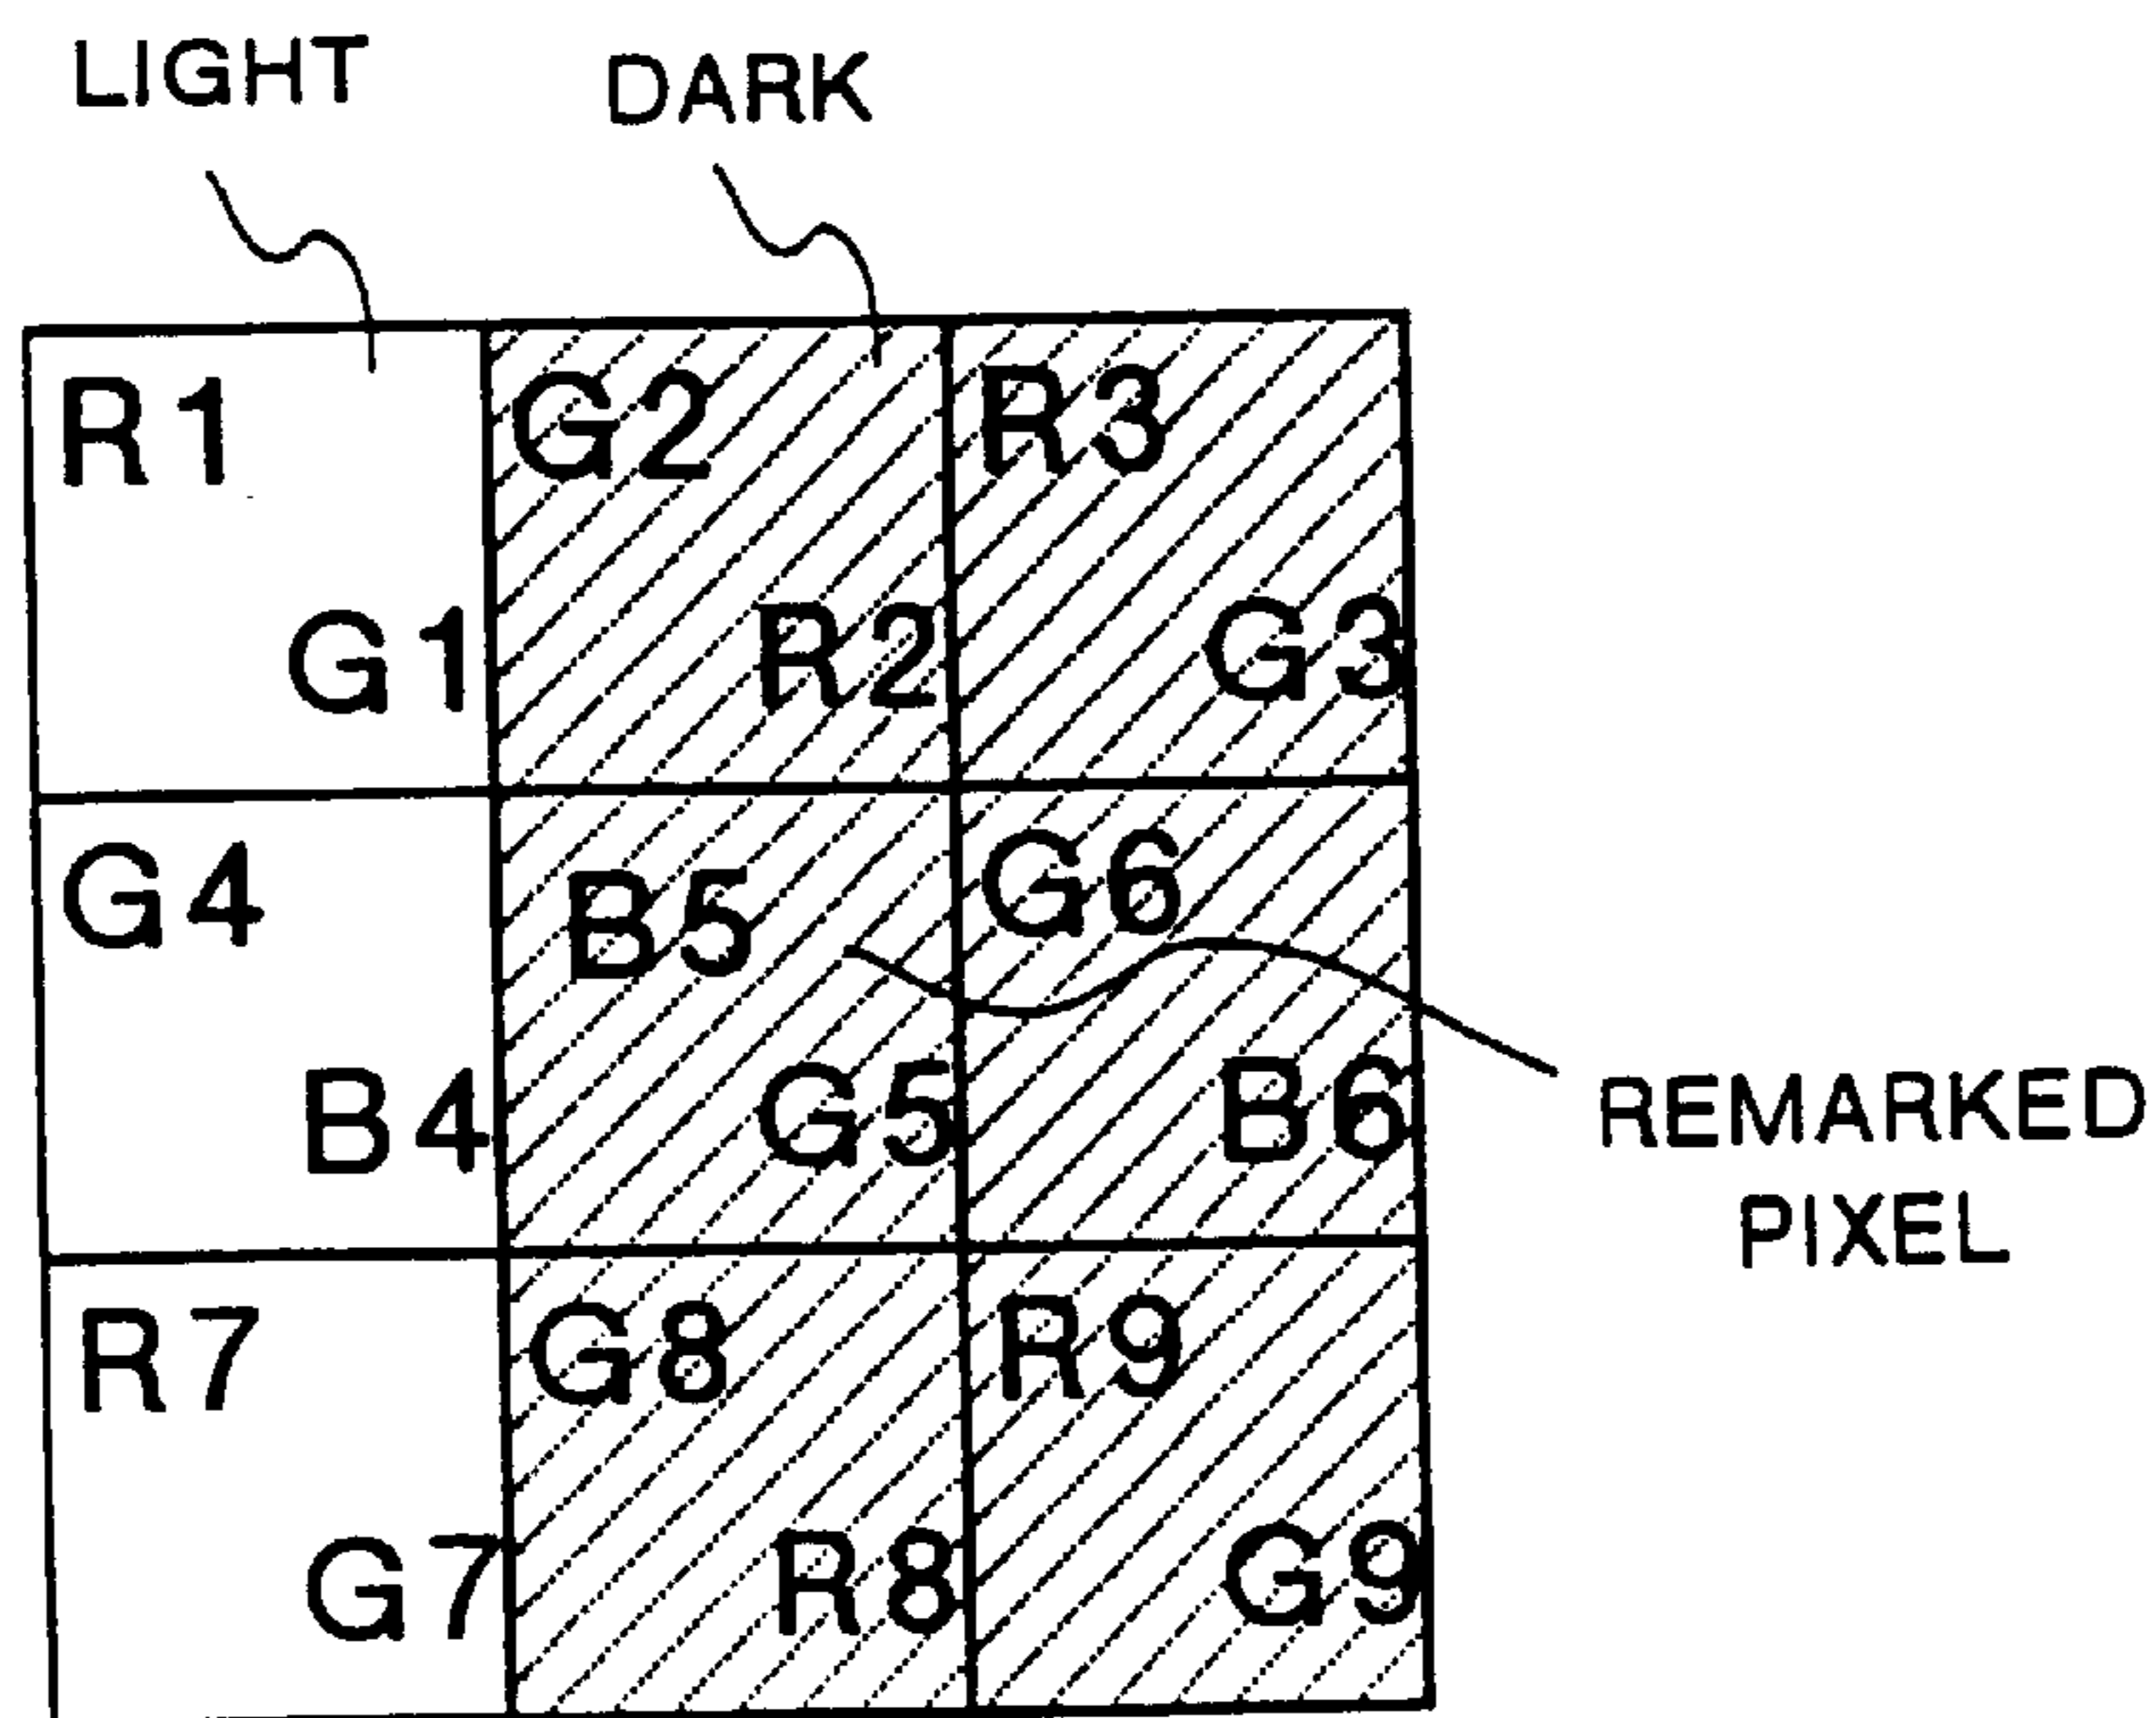 LIGHT DARK
R1 G2 R3
G1 R2 G3
G4 B5 G6
B4 G5 B6
REMARKED
PIXEL
R7 G8 R9
G7 R8 G9